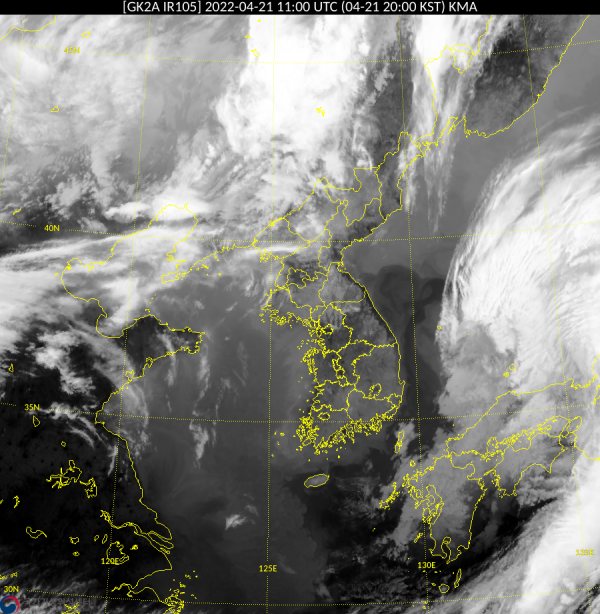 [GK2A IR105] 2022-04-21 11:00 UTC (04-21 20:00 KST) KMA
45N
40N
35N
120E
125E
130E
135E
30N